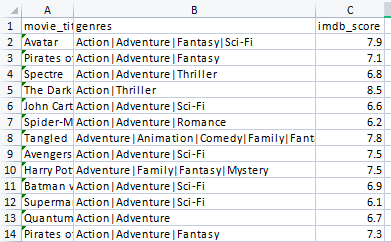 A B C
1 movie_tit genres imdb_score
2 Avatar Action|Adventure|Fantasy|Sci-Fi 7.9
3 Pirates of Action|Adventure|Fantasy 7.1
4 Spectre Action|Adventure|Thriller 6.8
5 The Dark Action|Thriller 8.5
6 John Cart Action|Adventure|Sci-Fi 6.6
7 Spider-M Action|Adventure|Romance 6.2
8 Tangled Adventure|Animation|Comedy|Family|Fant 7.8
9 Avengers Action|Adventure|Sci-Fi 7.5
10 Harry Pot Adventure|Family|Fantasy|Mystery 7.5
11 Batman v Action|Adventure|Sci-Fi 6.9
12 Superma Action|Adventure|Sci-Fi 6.1
13 Quantum Action|Adventure 6.7
14 Pirates of Action|Adventure|Fantasy 7.3